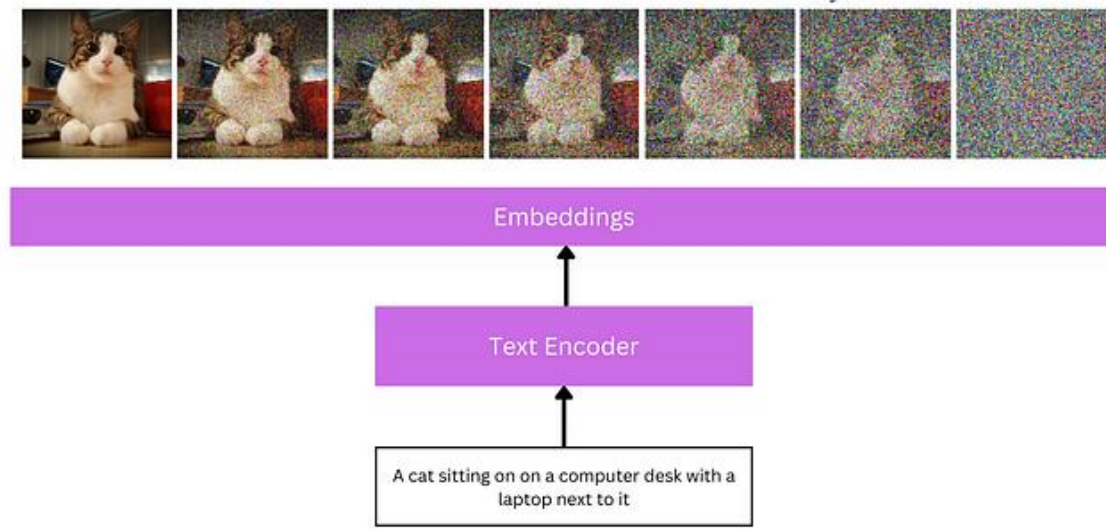 Embeddings
Text Encoder
A cat sitting on on a computer desk with a
laptop next to it